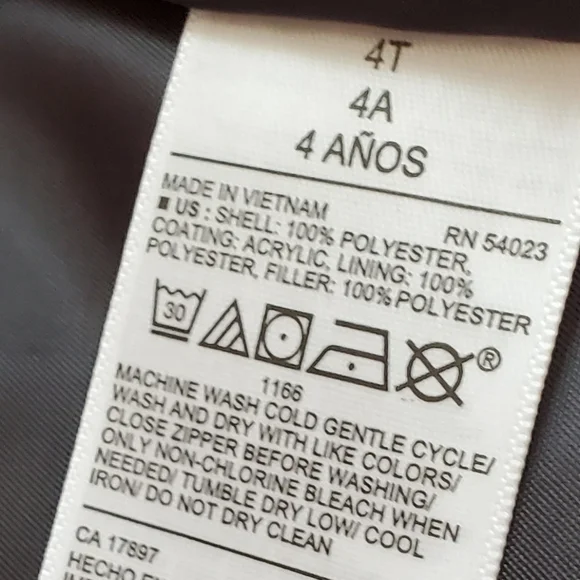 4T
4A
4 AÑOS
MADE IN VIETNAM
RN 54023
■ US : SHELL: 100% POLYESTER,
COATING: ACRYLIC, LINING: 100%
POLYESTER, FILLER: 100% POLYESTER
30
®
1166
MACHINE WASH COLD GENTLE CYCLE/
WASH AND DRY WITH LIKE COLORS/
CLOSE ZIPPER BEFORE WASHING/
ONLY NON-CHLORINE BLEACH WHEN
NEEDED/ TUMBLE DRY LOW/ COOL
IRON/ DO NOT DRY CLEAN
CA 17897
HECHO